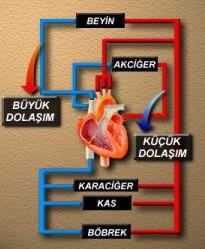 BEYİN
AKCİĞER
BÜYÜK
DOLAŞIM
KÜÇÜK
DOLAŞIM
KARACİĞER
KAS
BÖBREK